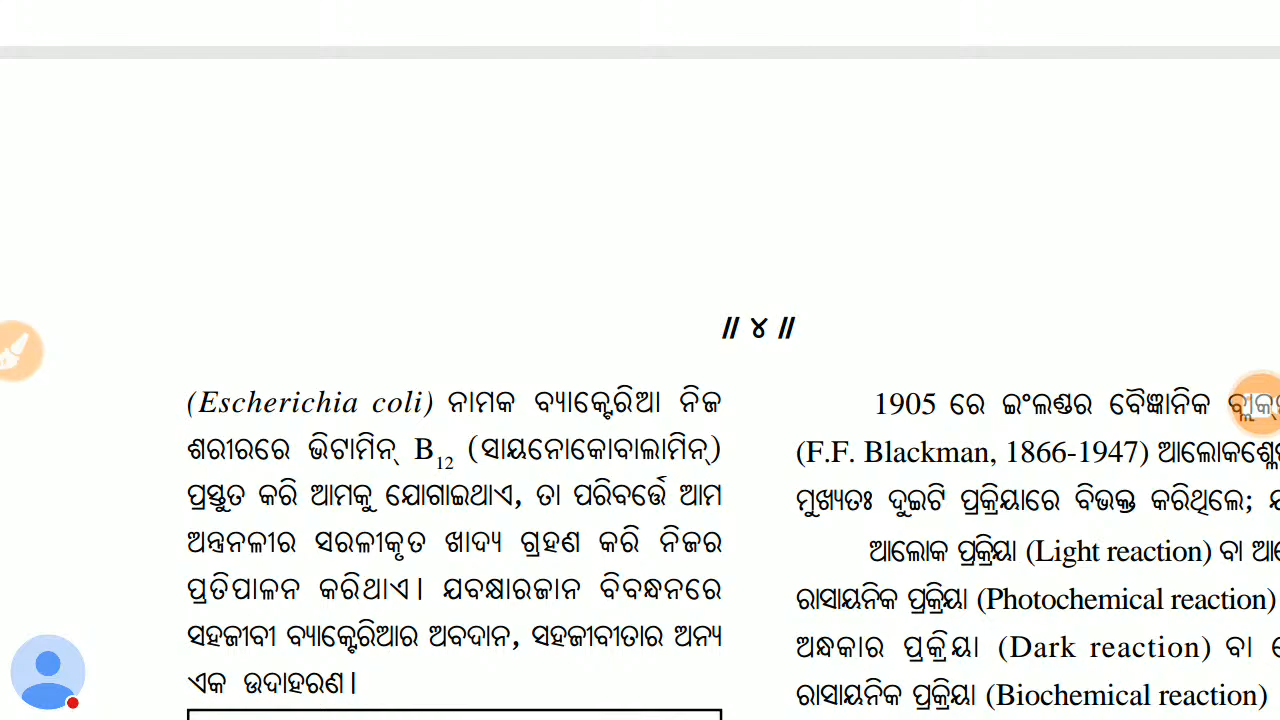 ॥ ୪ ॥
(Escherichia coli) ନାମକ ବ୍ୟାକ୍ଟେରିଆ ନିଜ
ଶରୀରରେ ଭିଟାମିନ୍ B12 (ସାୟନୋକୋବାଲାମିନ୍)
ପ୍ରସ୍ତୁତ କରି ଆମକୁ ଯୋଗାଇଥାଏ, ତା ପରିବର୍ତ୍ତେ ଆମ
ଅନ୍ତ୍ରନଳୀର ସରଳୀକୃତ ଖାଦ୍ୟ ଗ୍ରହଣ କରି ନିଜର
ପ୍ରତିପାଳନ କରିଥାଏ। ଯବକ୍ଷାରଜାନ ବିବନ୍ଧନରେ
ସହଜୀବୀ ବ୍ୟାକ୍ଟେରିଆର ଅବଦାନ, ସହଜୀବୀତାର ଅନ୍ୟ
ଏକ ଉଦାହରଣ।
1905 ରେ ଇଂଲଣ୍ଡର ବୈଜ୍ଞାନିକ
(F.F. Blackman, 1866-1947)
ମୁଖ୍ୟତଃ ଦୁଇଟି ପ୍ରକ୍ରିୟାରେ ବିଭକ୍ତ କରିଥିଲେ;
ଆଲୋକ ପ୍ରକ୍ରିୟା (Light reaction) ବା
ରାସାୟନିକ ପ୍ରକ୍ରିୟା (Photochemical reaction)
ଅନ୍ଧକାର ପ୍ରକ୍ରିୟା (Dark reaction) ବା
ରାସାୟନିକ ପ୍ରକ୍ରିୟା (Biochemical reaction)